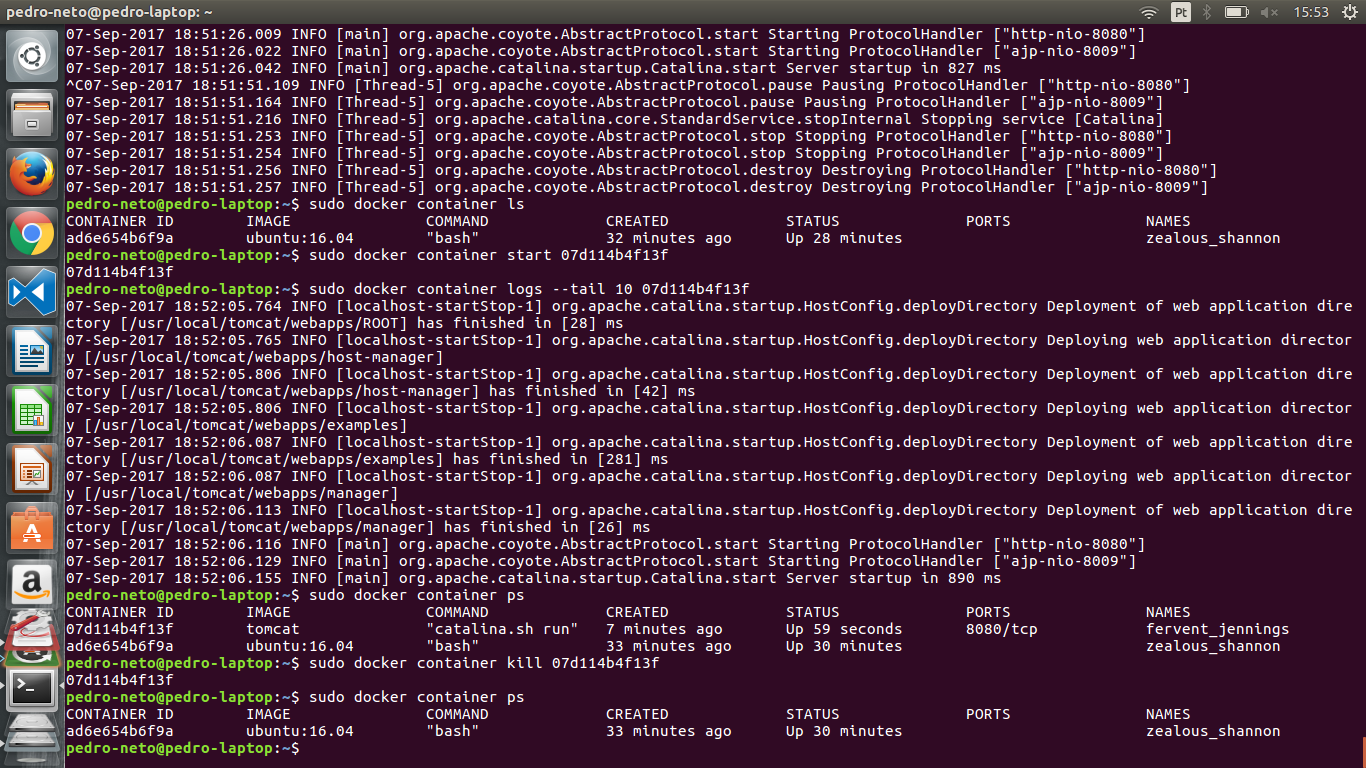 pedro-neto@pedro-laptop: ~
Pt
15:53
07-Sep-2017 18:51:26.009 INFO [main] org.apache.coyote.AbstractProtocol.start Starting ProtocolHandler ["http-nio-8080"]
07-Sep-2017 18:51:26.022 INFO [main] org.apache.coyote.AbstractProtocol.start Starting ProtocolHandler ["ajp-nio-8009"]
07-Sep-2017 18:51:26.042 INFO [main] org.apache.catalina.startup.Catalina.start Server startup in 827 ms
^C07-Sep-2017 18:51:51.109 INFO [Thread-5] org.apache.coyote.AbstractProtocol.pause Pausing ProtocolHandler ["http-nio-8080"]
07-Sep-2017 18:51:51.164 INFO [Thread-5] org.apache.coyote.AbstractProtocol.pause Pausing ProtocolHandler ["ajp-nio-8009"]
07-Sep-2017 18:51:51.216 INFO [Thread-5] org.apache.catalina.core.StandardService.stopInternal Stopping service [Catalina]
07-Sep-2017 18:51:51.253 INFO [Thread-5] org.apache.coyote.AbstractProtocol.stop Stopping ProtocolHandler ["http-nio-8080"]
07-Sep-2017 18:51:51.254 INFO [Thread-5] org.apache.coyote.AbstractProtocol.stop Stopping ProtocolHandler ["ajp-nio-8009"]
07-Sep-2017 18:51:51.256 INFO [Thread-5] org.apache.coyote.AbstractProtocol.destroy Destroying ProtocolHandler ["http-nio-8080"]
07-Sep-2017 18:51:51.257 INFO [Thread-5] org.apache.coyote.AbstractProtocol.destroy Destroying ProtocolHandler ["ajp-nio-8009"]
pedro-neto@pedro-laptop:~$ sudo docker container ls
CONTAINER ID        IMAGE               COMMAND             CREATED             STATUS              PORTS               NAMES
ad6e654b6f9a        ubuntu:16.04        "bash"              32 minutes ago      Up 28 minutes                           zealous_shannon
pedro-neto@pedro-laptop:~$ sudo docker container start 07d114b4f13f
07d114b4f13f
pedro-neto@pedro-laptop:~$ sudo docker container logs --tail 10 07d114b4f13f
07-Sep-2017 18:52:05.764 INFO [localhost-startStop-1] org.apache.catalina.startup.HostConfig.deployDirectory Deployment of web application dire
ctory [/usr/local/tomcat/webapps/ROOT] has finished in [28] ms
07-Sep-2017 18:52:05.765 INFO [localhost-startStop-1] org.apache.catalina.startup.HostConfig.deployDirectory Deploying web application director
y [/usr/local/tomcat/webapps/host-manager]
07-Sep-2017 18:52:05.806 INFO [localhost-startStop-1] org.apache.catalina.startup.HostConfig.deployDirectory Deployment of web application dire
ctory [/usr/local/tomcat/webapps/host-manager] has finished in [42] ms
07-Sep-2017 18:52:05.806 INFO [localhost-startStop-1] org.apache.catalina.startup.HostConfig.deployDirectory Deploying web application director
y [/usr/local/tomcat/webapps/examples]
07-Sep-2017 18:52:06.087 INFO [localhost-startStop-1] org.apache.catalina.startup.HostConfig.deployDirectory Deployment of web application dire
ctory [/usr/local/tomcat/webapps/examples] has finished in [281] ms
07-Sep-2017 18:52:06.087 INFO [localhost-startStop-1] org.apache.catalina.startup.HostConfig.deployDirectory Deploying web application director
y [/usr/local/tomcat/webapps/manager]
07-Sep-2017 18:52:06.113 INFO [localhost-startStop-1] org.apache.catalina.startup.HostConfig.deployDirectory Deployment of web application dire
ctory [/usr/local/tomcat/webapps/manager] has finished in [26] ms
07-Sep-2017 18:52:06.116 INFO [main] org.apache.coyote.AbstractProtocol.start Starting ProtocolHandler ["http-nio-8080"]
07-Sep-2017 18:52:06.129 INFO [main] org.apache.coyote.AbstractProtocol.start Starting ProtocolHandler ["ajp-nio-8009"]
07-Sep-2017 18:52:06.155 INFO [main] org.apache.catalina.startup.Catalina.start Server startup in 890 ms
pedro-neto@pedro-laptop:~$ sudo docker container ps
CONTAINER ID        IMAGE               COMMAND             CREATED             STATUS              PORTS               NAMES
07d114b4f13f        tomcat              "catalina.sh run"   7 minutes ago       Up 59 seconds       8080/tcp            fervent_jennings
ad6e654b6f9a        ubuntu:16.04        "bash"              33 minutes ago      Up 30 minutes                           zealous_shannon
pedro-neto@pedro-laptop:~$ sudo docker container kill 07d114b4f13f
07d114b4f13f
pedro-neto@pedro-laptop:~$ sudo docker container ps
CONTAINER ID        IMAGE               COMMAND             CREATED             STATUS              PORTS               NAMES
ad6e654b6f9a        ubuntu:16.04        "bash"              33 minutes ago      Up 30 minutes                           zealous_shannon
pedro-neto@pedro-laptop:~$